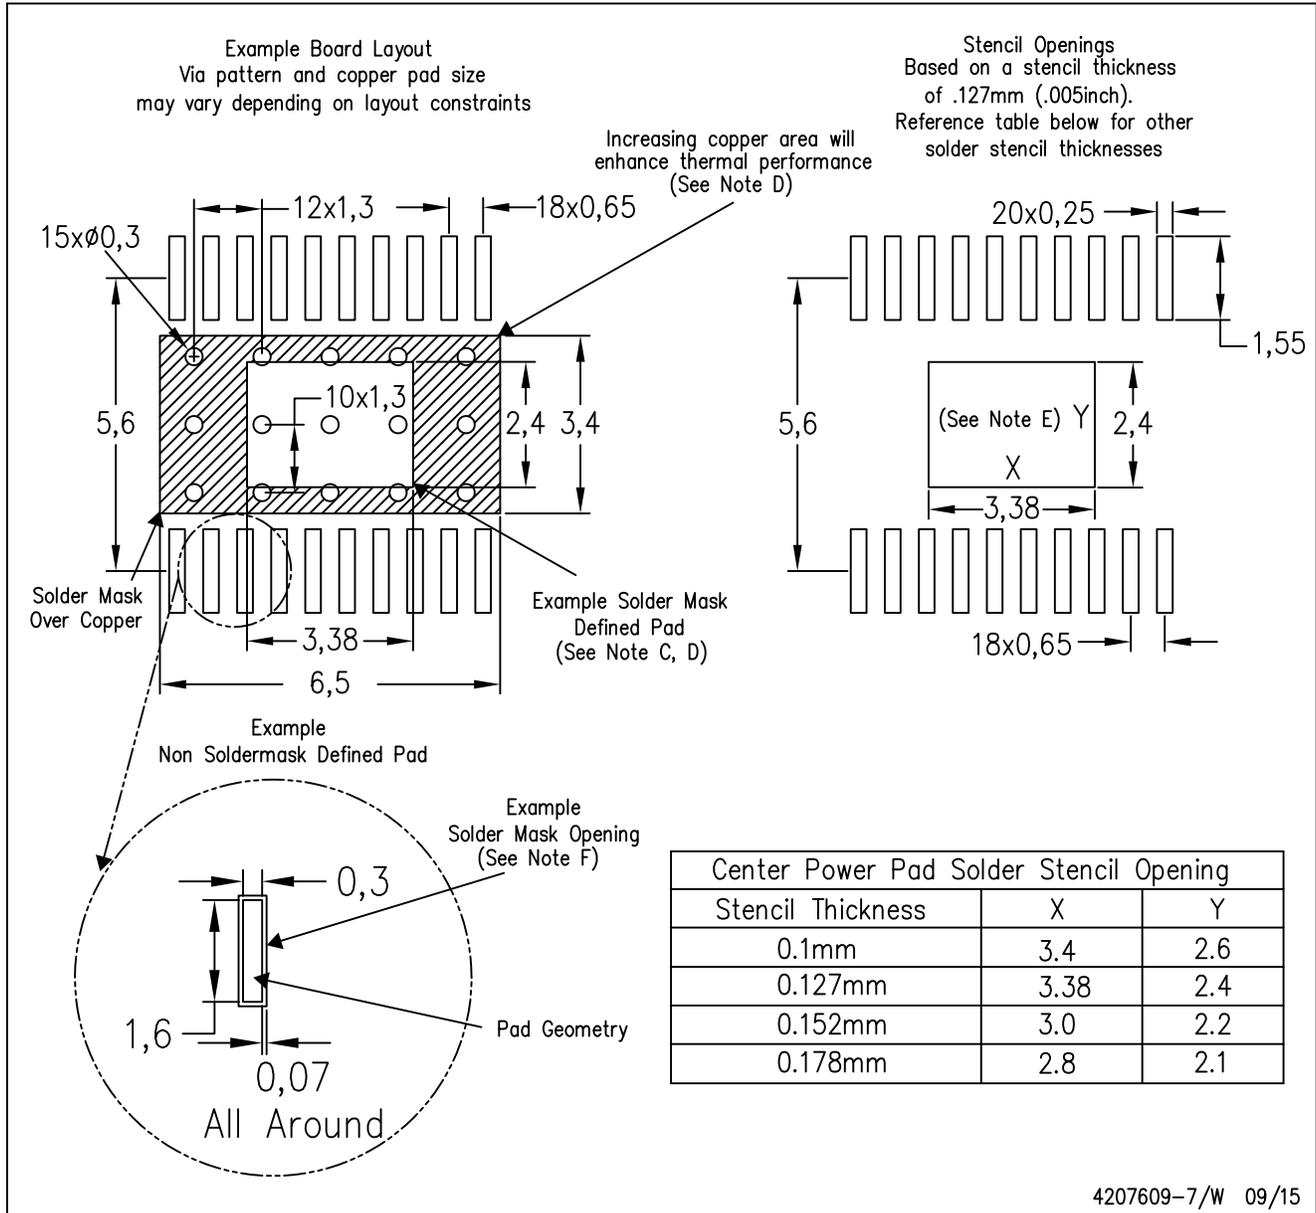 Example Board Layout
Via pattern and copper pad size
may vary depending on layout constraints
Stencil Openings
Based on a stencil thickness
of .127mm (.005inch).
Reference table below for other
solder stencil thicknesses
Increasing copper area will
enhance thermal performance
(See Note D)
12x1,3
18x0,65
15xø0,3
5,6
10x1,3
2,4
3,4
Solder Mask
Over Copper
3,38
6,5
Example Solder Mask
Defined Pad
(See Note C, D)
20x0,25
1,55
5,6
(See Note E)
Y
X
2,4
3,38
18x0,65
Example
Non Soldermask Defined Pad
Example
Solder Mask Opening
(See Note F)
0,3
1,6
Pad Geometry
0,07
All Around
Center Power Pad Solder Stencil Opening
Stencil Thickness X Y
0.1mm 3.4 2.6
0.127mm 3.38 2.4
0.152mm 3.0 2.2
0.178mm 2.8 2.1
4207609-7/W 09/15